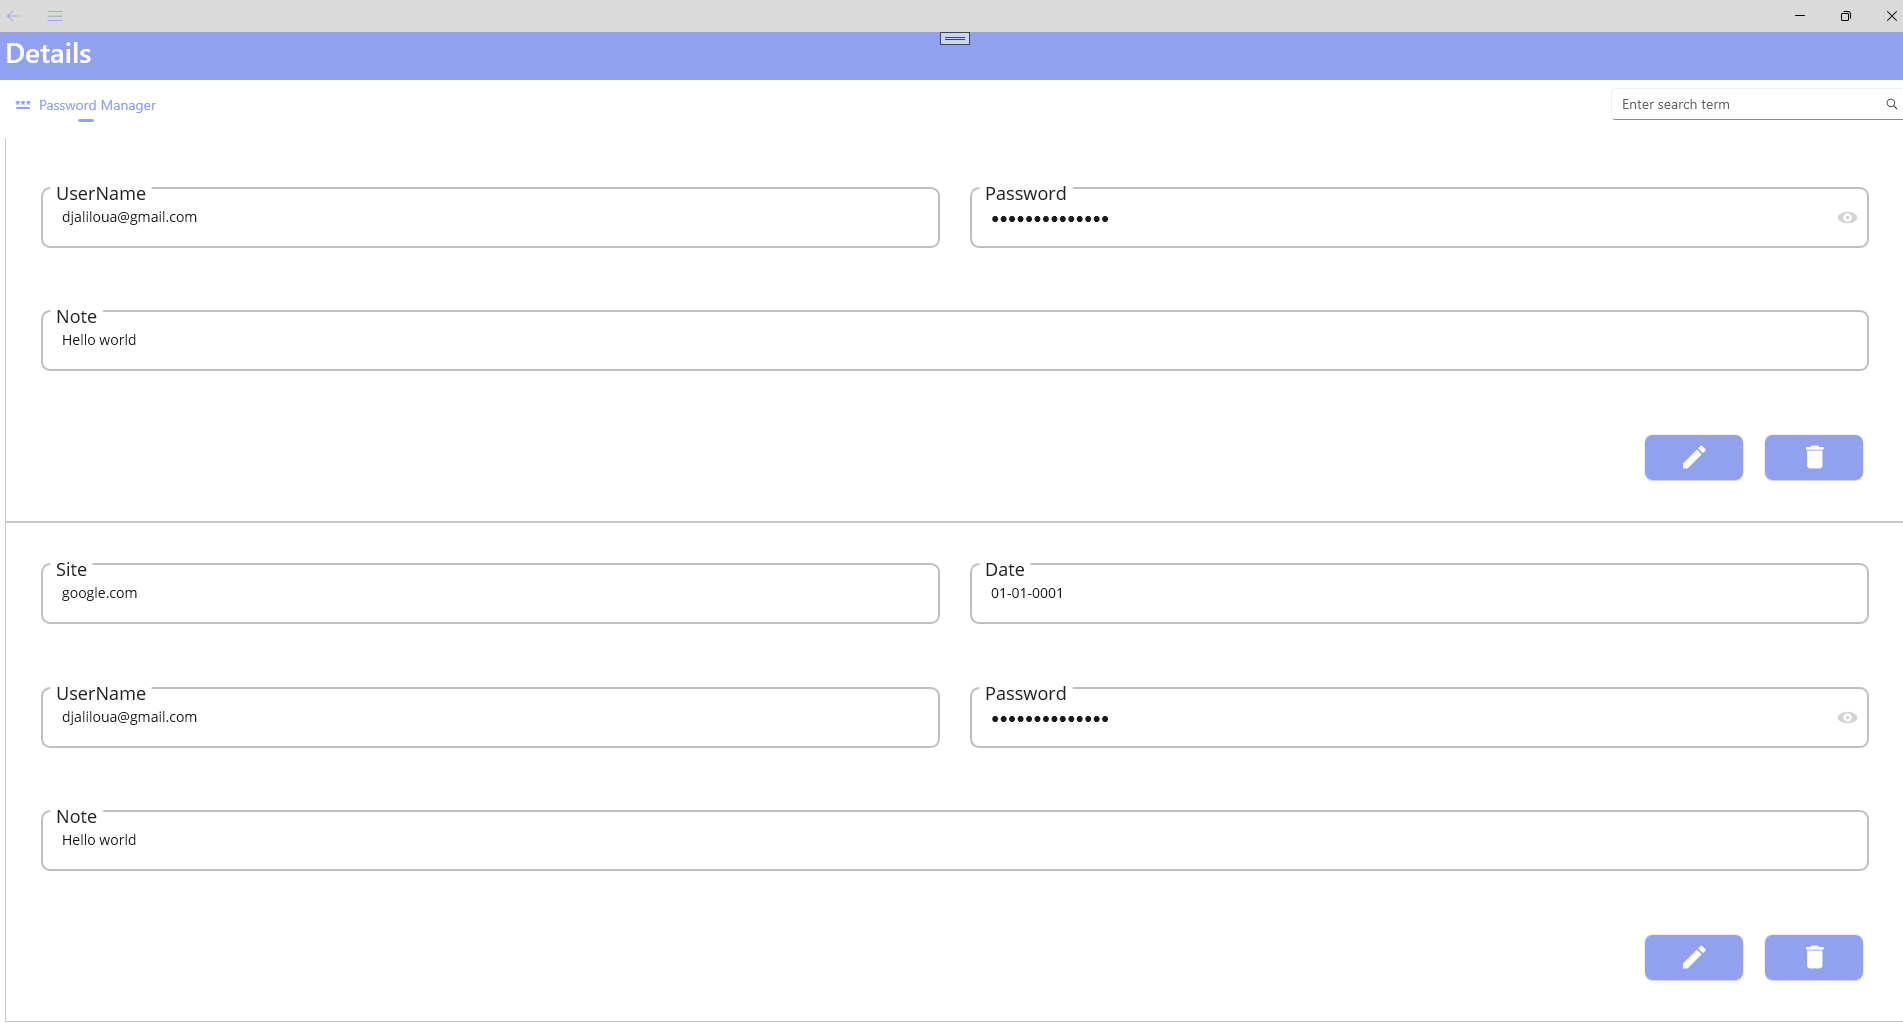 Details
Password Manager
Enter search term
UserName
djaliloua@gmail.com
Password
••••••••••••••
Note
Hello world
Site
google.com
Date
01-01-0001
UserName
djaliloua@gmail.com
Password
••••••••••••••
Note
Hello world